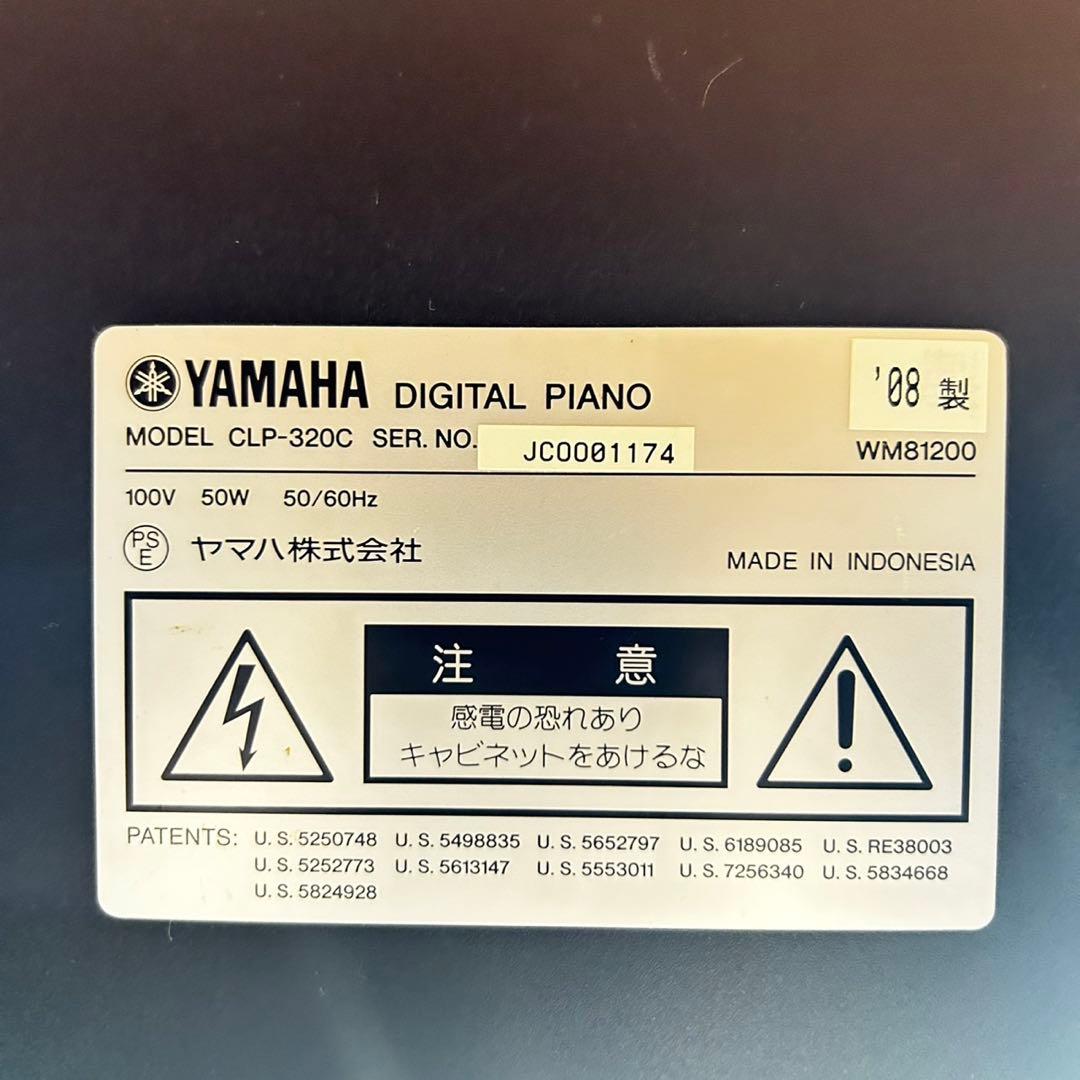 YAMAHA DIGITAL PIANO
'08 製
MODEL CLP-320C SER. NO. JCO001174
WM81200
100V 50W 50/60Hz
PSE ヤマハ株式会社
MADE IN INDONESIA
注意
感電の恐れあり
キャビネットをあけるな
PATENTS: U.S. 5250748 U.S. 5498835 U.S. 5652797 U.S. 6189085 U.S. RE38003
U.S. 5252773 U.S. 5613147 U.S. 5553011 U.S. 7256340 U.S. 5834668
U.S. 5824928